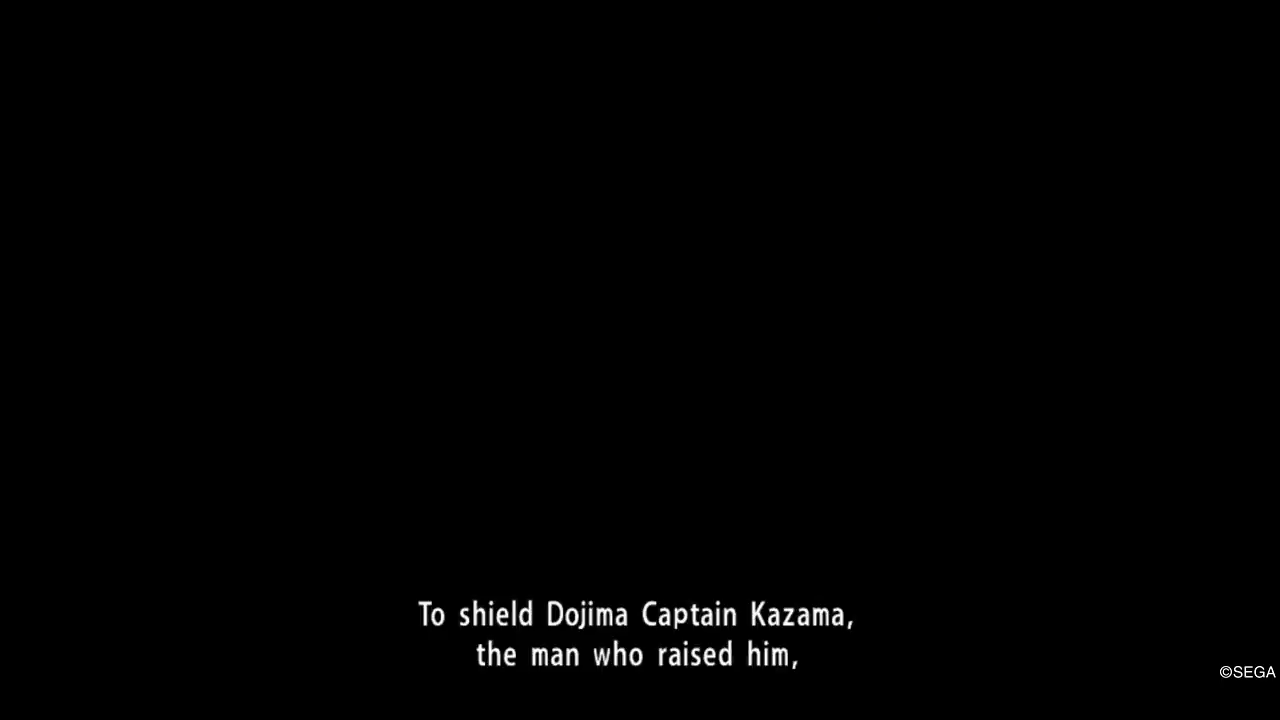 To shield Dojima Captain Kazama,
the man who raised him,
©SEGA